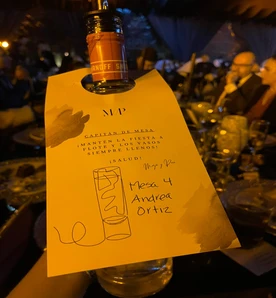 M·P
CAPITÁN DE MESA
¡MANTÉN LA FIESTA A
FLOTE Y LOS VASOS
SIEMPRE LLENOS!
¡SALUD!
Mesa 4
Andrea
Ortiz